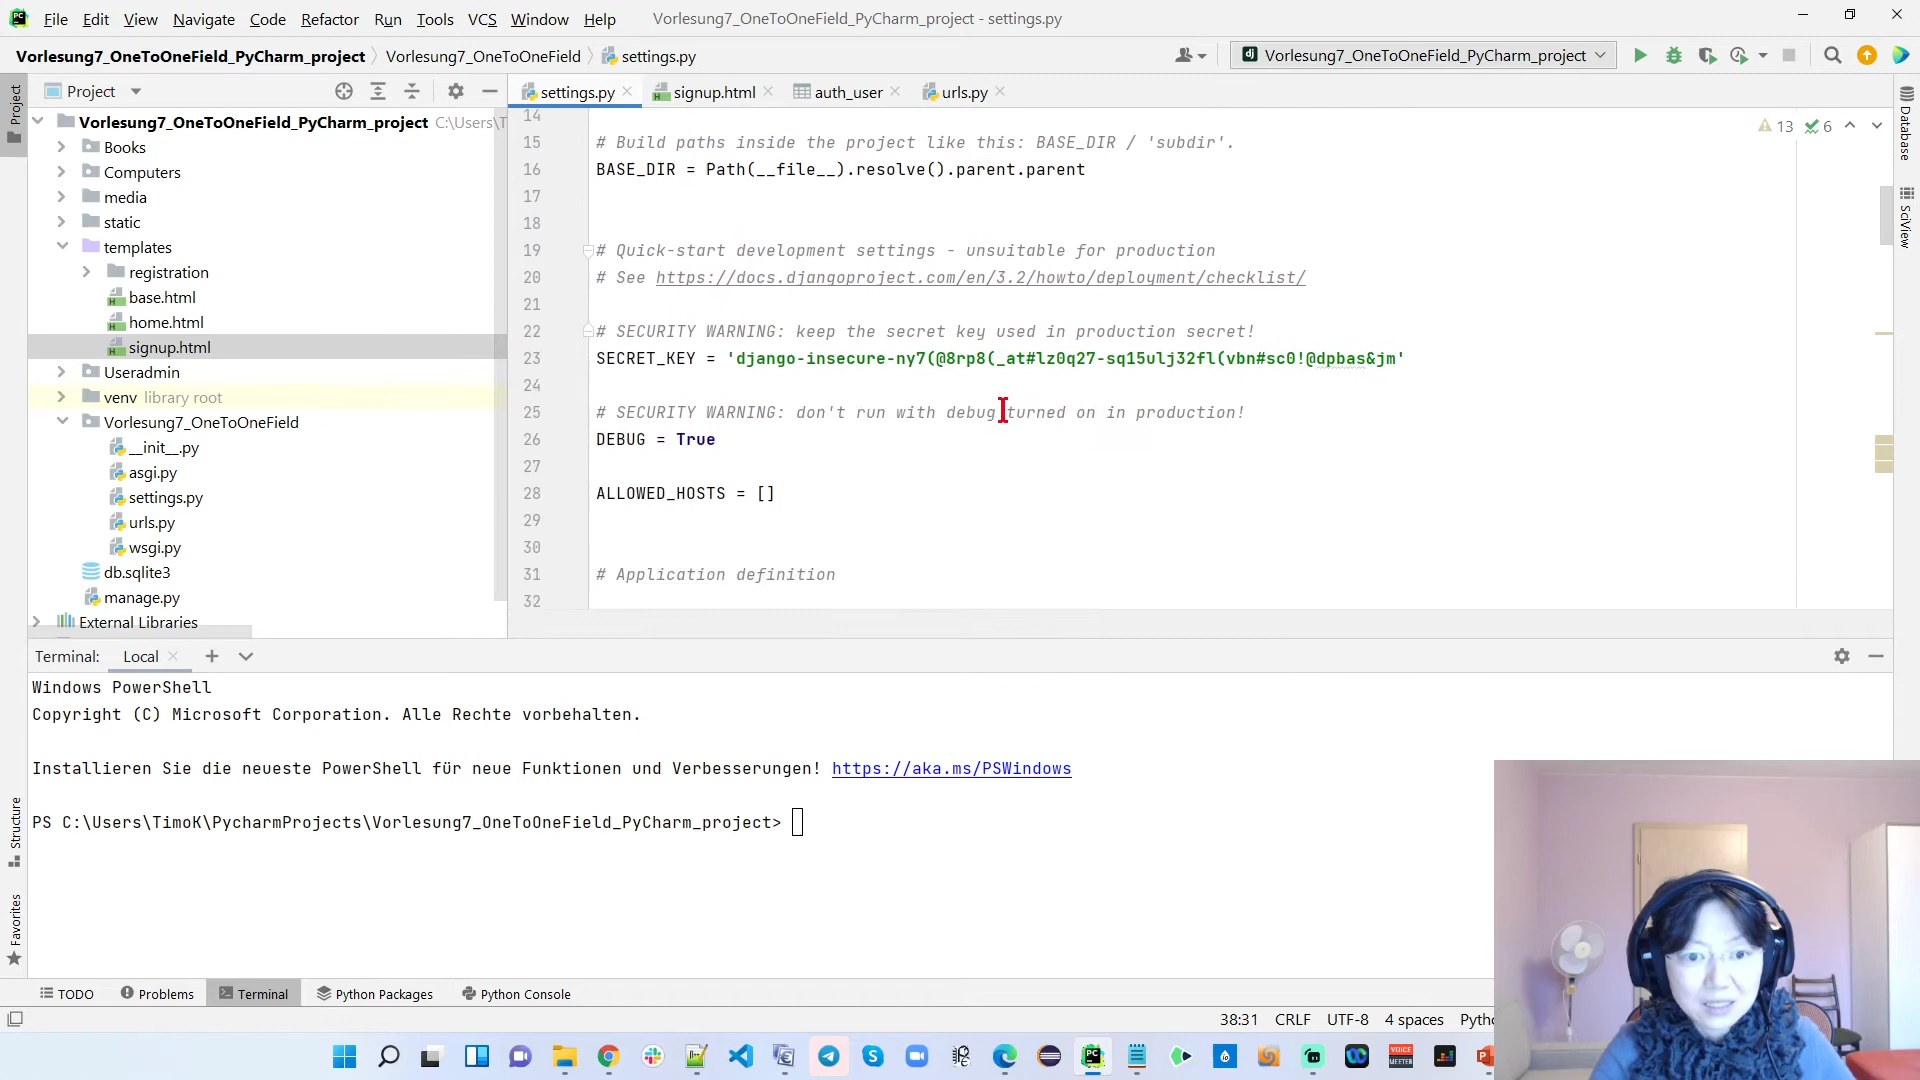 File Edit View Navigate Code Refactor Run Tools VCS Window Help Vorlesung7_OneToOneField_PyCharm_project - settings.py
Vorlesung7_OneToOneField_PyCharm_project Vorlesung7_OneToOneField settings.py Vorlesung7_OneToOneField_PyCharm_project
Project
Project
settings.py signup.html auth_user urls.py
Vorlesung7_OneToOneField_PyCharm_project C:\Users\T
Books
Computers
media
static
templates
registration
base.html
home.html
signup.html
Useradmin
venv library root
Vorlesung7_OneToOneField
__init__.py
asgi.py
settings.py
urls.py
wsgi.py
db.sqlite3
manage.py
External Libraries
14
15 # Build paths inside the project like this: BASE_DIR / 'subdir'.
16 BASE_DIR = Path(__file__).resolve().parent.parent
17
18
19 # Quick-start development settings - unsuitable for production
20 # See https://docs.djangoproject.com/en/3.2/howto/deployment/checklist/
21
22 # SECURITY WARNING: keep the secret key used in production secret!
23 SECRET_KEY = 'django-insecure-ny7(@8rp8(_at#lz0q27-sq15ulj32fl(vbn#sc0!@dpbas&jm'
24
25 # SECURITY WARNING: don't run with debug turned on in production!
26 DEBUG = True
27
28 ALLOWED_HOSTS = []
29
30
31 # Application definition
32
13 6
Database
SciView
Terminal: Local
Windows PowerShell
Copyright (C) Microsoft Corporation. Alle Rechte vorbehalten.
Installieren Sie die neueste PowerShell für neue Funktionen und Verbesserungen! https://aka.ms/PSWindows
PS C:\Users\TimoK\PycharmProjects\Vorlesung7_OneToOneField_PyCharm_project>
Structure
Favorites
TODO Problems Terminal Python Packages Python Console
38:31 CRLF UTF-8 4 spaces Pytho